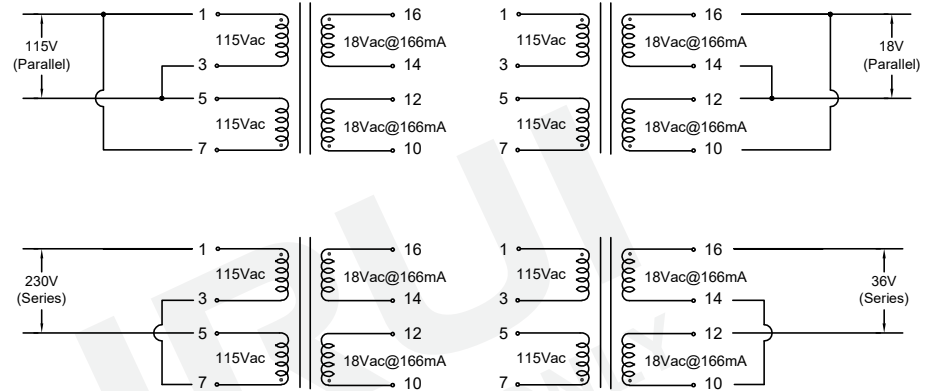 1 16 1 16
115V (Parallel) 115Vac 18Vac@166mA 115Vac 18Vac@166mA 18V (Parallel)
3 14 3 14
5 12 5 12
115Vac 18Vac@166mA 115Vac 18Vac@166mA
7 10 7 10
1 16 1 16
230V (Series) 115Vac 18Vac@166mA 115Vac 18Vac@166mA 36V (Series)
3 14 3 14
5 12 5 12
115Vac 18Vac@166mA 115Vac 18Vac@166mA
7 10 7 10